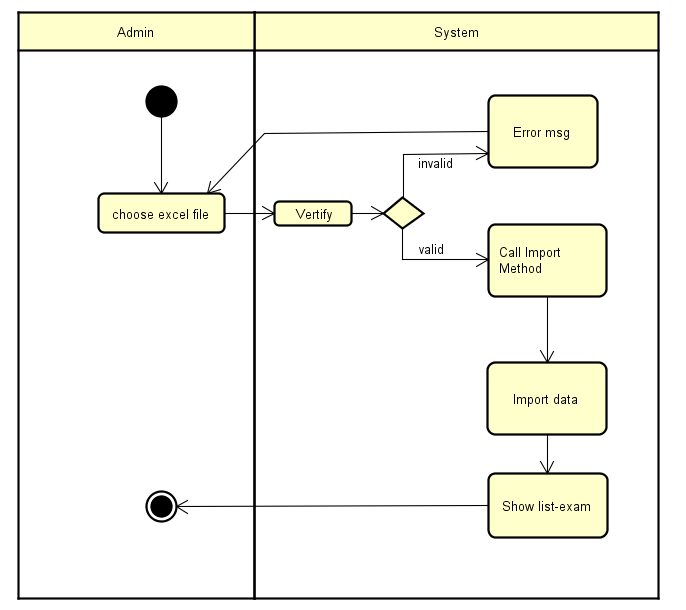 Admin
System
Error msg
invalid
choose excel file
Vertify
valid
Call Import
Method
Import data
Show list-exam